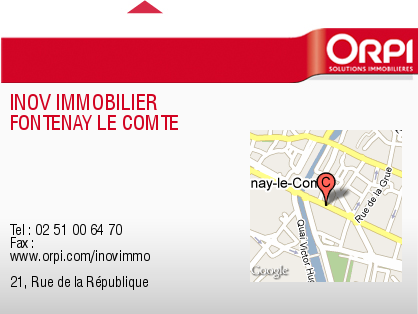 ORPI
SOLUTIONS IMMOBILIÈRES
INOV IMMOBILIER
FONTENAY LE COMTE
nay-le-Com
C
Rue de la Grue
Quai Victor Hu
Google
Tel : 02 51 00 64 70
Fax :
www.orpi.com/inovimmo
21, Rue de la République